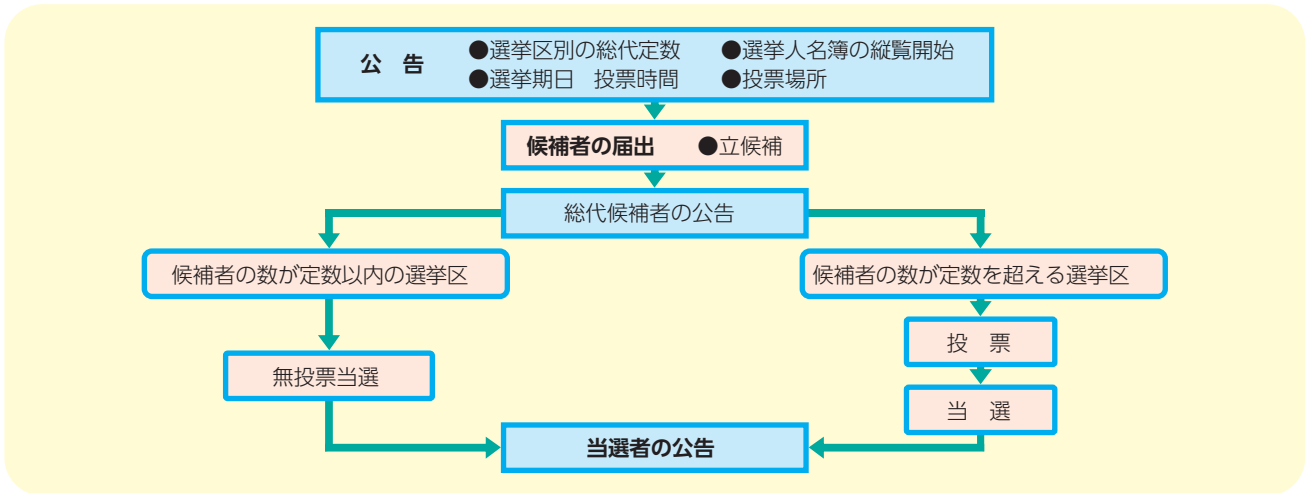 公　告
●選挙区別の総代定数　●選挙人名簿の縦覧開始
●選挙期日　投票時間　●投票場所
候補者の届出　●立候補
総代候補者の公告
候補者の数が定数以内の選挙区
候補者の数が定数を超える選挙区
投　票
無投票当選
当　選
当選者の公告